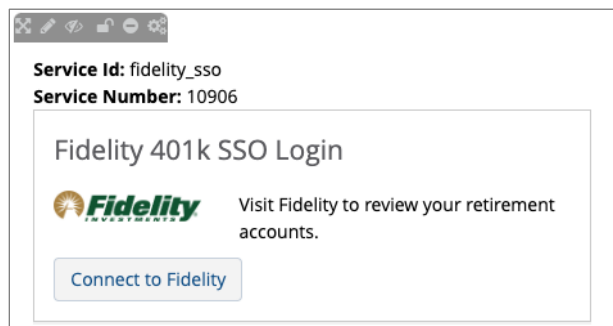 Service Id: fidelity_sso
Service Number: 10906
Fidelity 401k SSO Login
Fidelity
INVESTMENTS
Visit Fidelity to review your retirement
accounts.
Connect to Fidelity